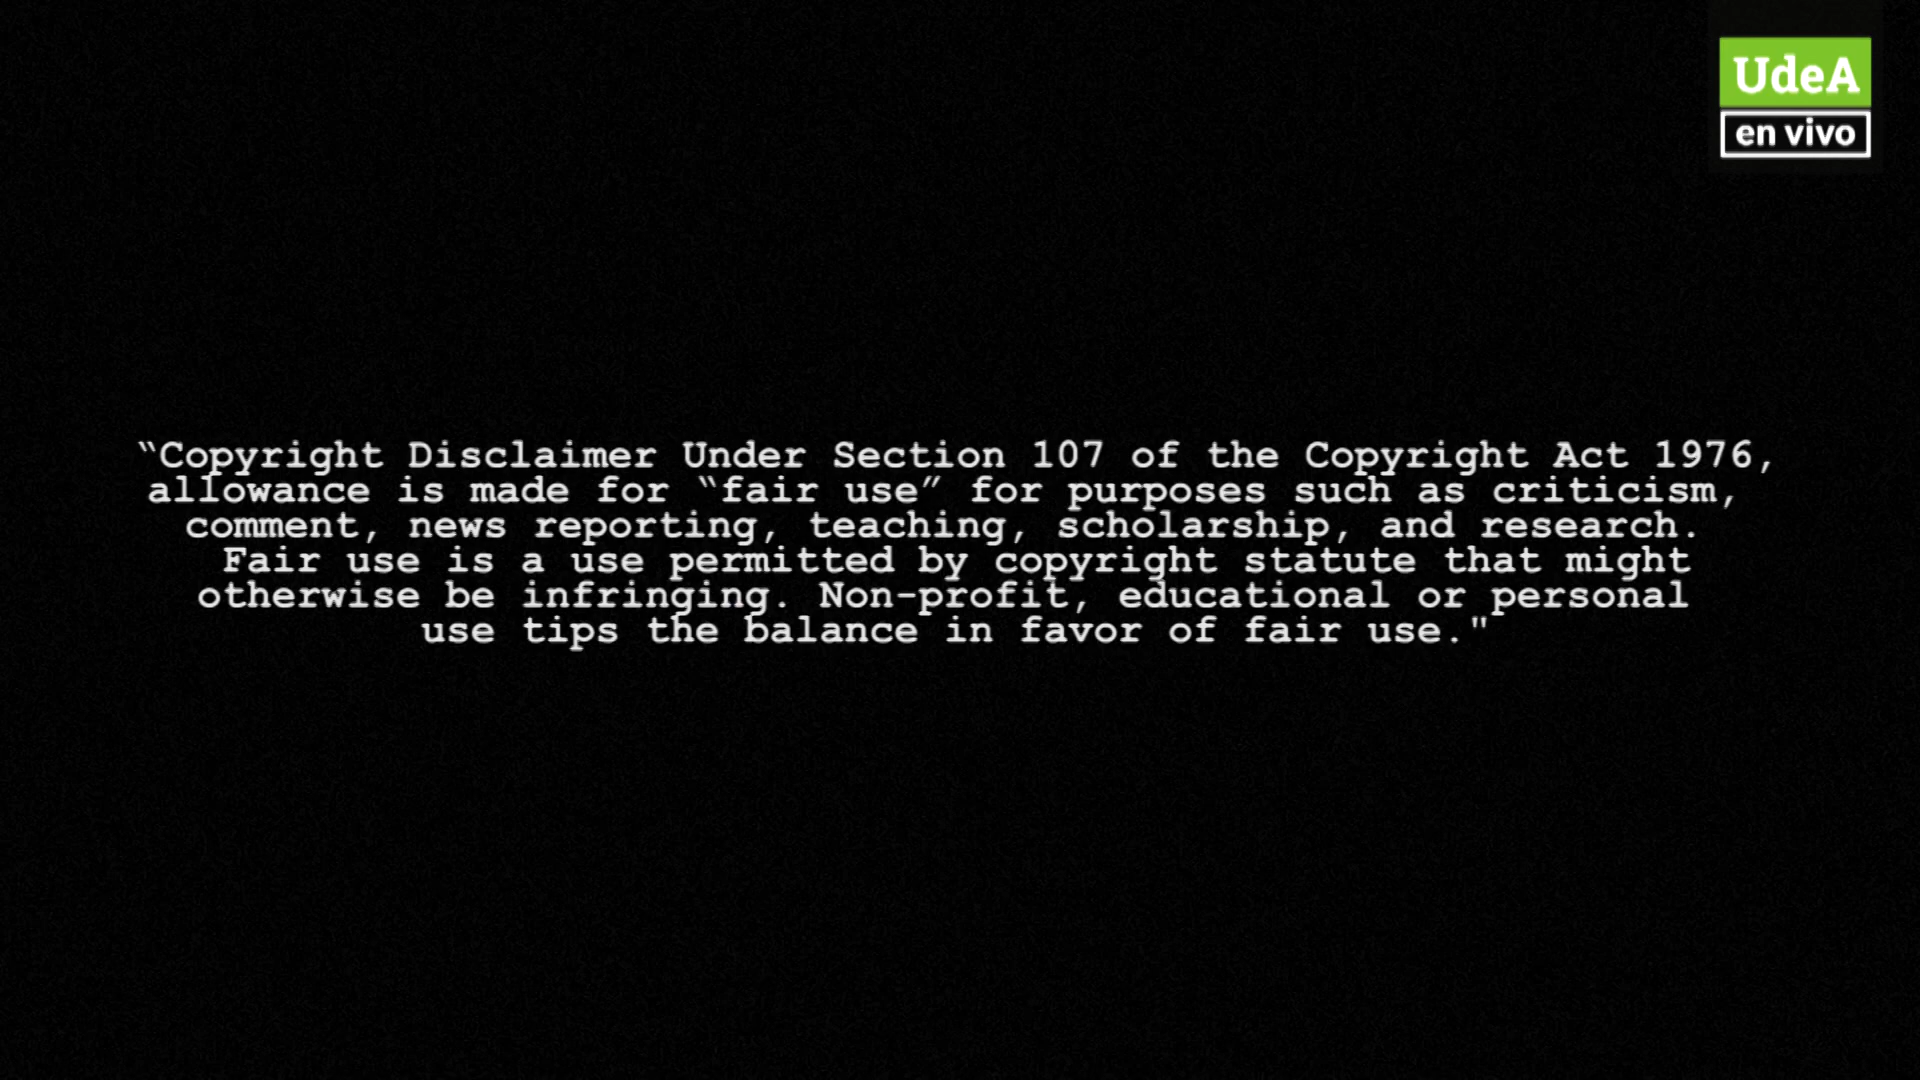 UdeA
en vivo
“Copyright Disclaimer Under Section 107 of the Copyright Act 1976,
allowance is made for “fair use” for purposes such as criticism,
comment, news reporting, teaching, scholarship, and research.
Fair use is a use permitted by copyright statute that might
otherwise be infringing. Non-profit, educational or personal
use tips the balance in favor of fair use."